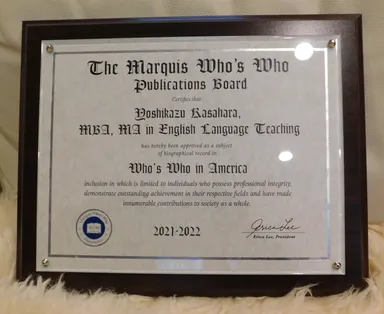 The Marquis Who's Who
Publications Board
Certifies that
Yoshikazu Kasahara,
MBA, MA in English Language Teaching
has hereby been approved as a subject
of biographical record in
Who's Who in America
inclusion in which is limited to individuals who possess professional integrity,
demonstrate outstanding achievement in their respective fields and have made
innumerable contributions to society as a whole.
2021-2022
Erica Lee
Erica Lee, President